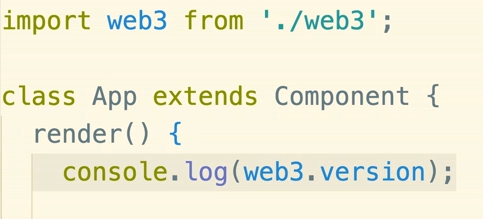 import web3 from './web3';
class App extends Component {
render() {
console.log(web3.version);